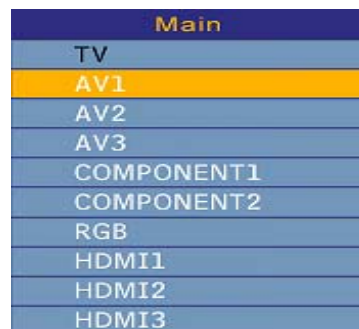 Main
TV
AV1
AV2
AV3
COMPONENT1
COMPONENT2
RGB
HDMI1
HDMI2
HDMI3